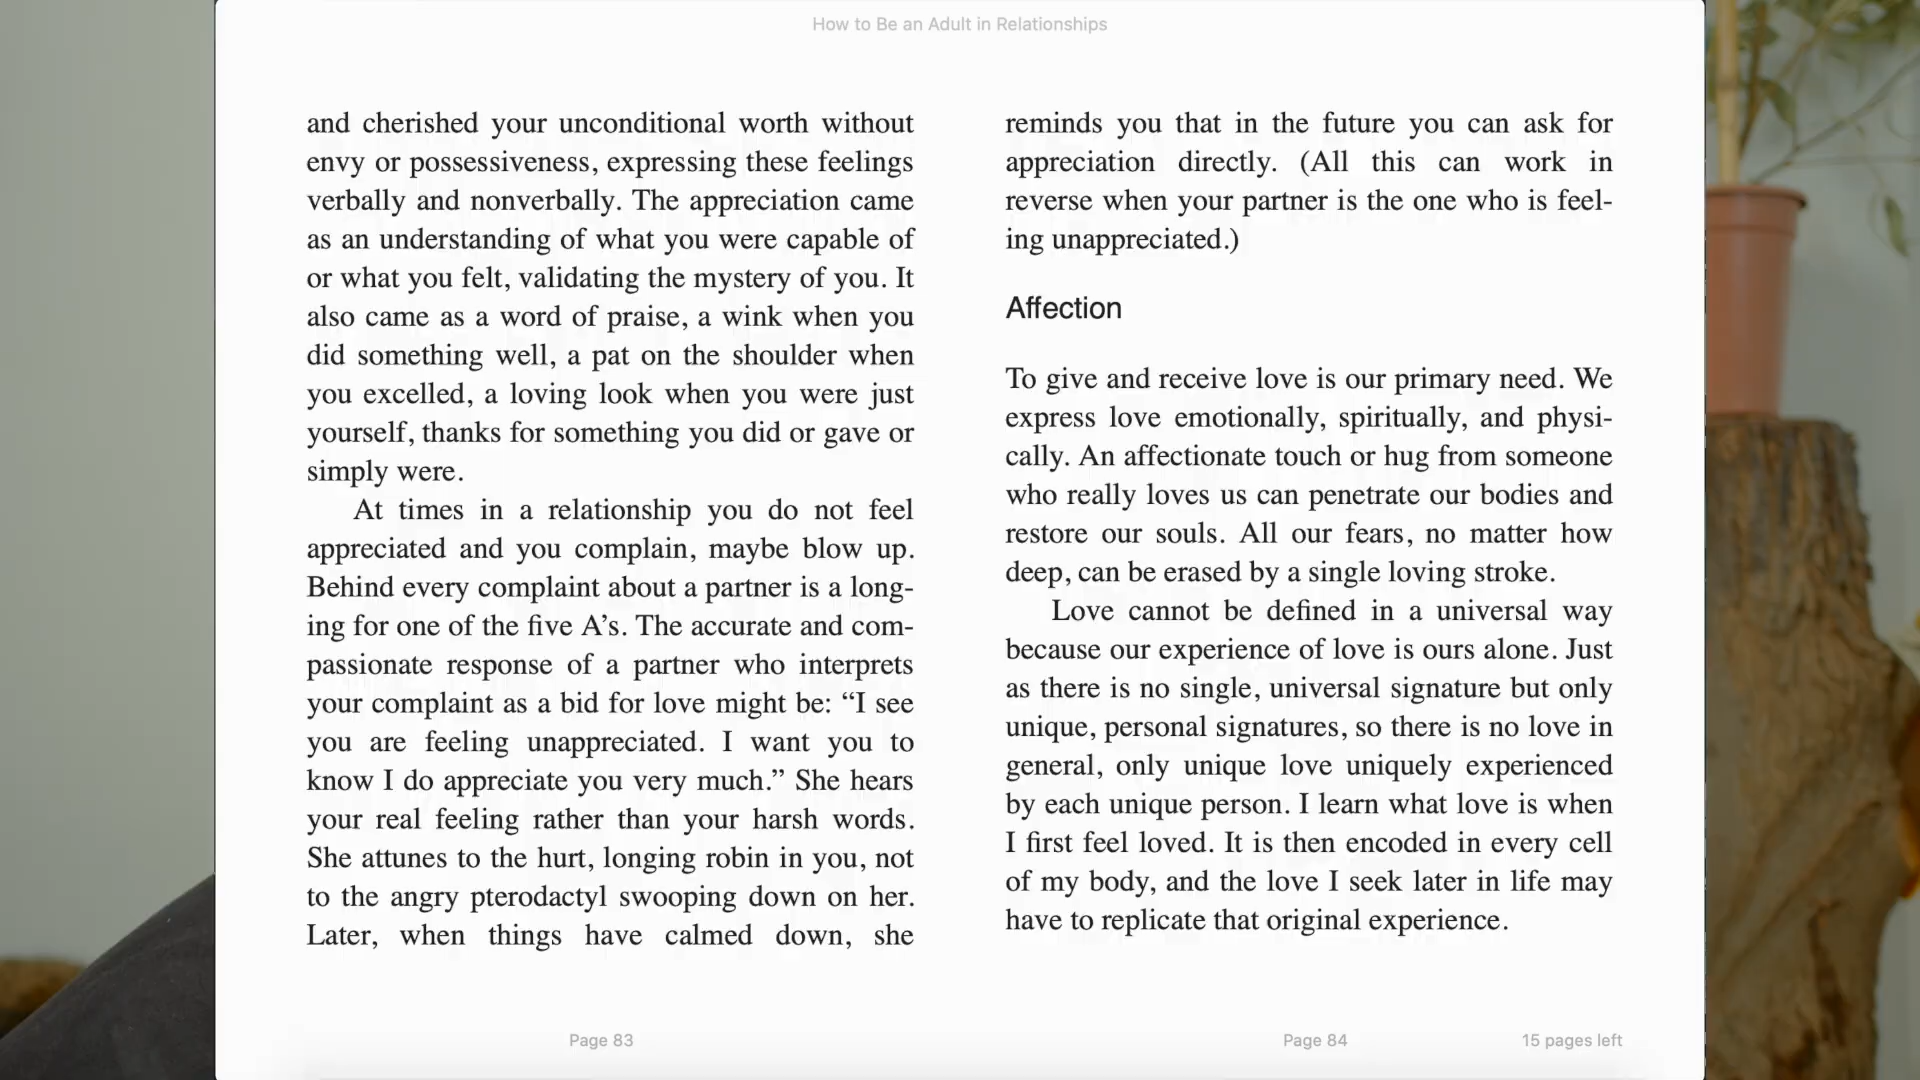 How to Be an Adult in Relationships
and cherished your unconditional worth without
envy or possessiveness, expressing these feelings
verbally and nonverbally. The appreciation came
as an understanding of what you were capable of
or what you felt, validating the mystery of you. It
also came as a word of praise, a wink when you
did something well, a pat on the shoulder when
you excelled, a loving look when you were just
yourself, thanks for something you did or gave or
simply were.
At times in a relationship you do not feel
appreciated and you complain, maybe blow up.
Behind every complaint about a partner is a long-
ing for one of the five A’s. The accurate and com-
passionate response of a partner who interprets
your complaint as a bid for love might be: “I see
you are feeling unappreciated. I want you to
know I do appreciate you very much.” She hears
your real feeling rather than your harsh words.
She attunes to the hurt, longing robin in you, not
to the angry pterodactyl swooping down on her.
Later, when things have calmed down, she
Page 83
reminds you that in the future you can ask for
appreciation directly. (All this can work in
reverse when your partner is the one who is feel-
ing unappreciated.)
Affection
To give and receive love is our primary need. We
express love emotionally, spiritually, and physi-
cally. An affectionate touch or hug from someone
who really loves us can penetrate our bodies and
restore our souls. All our fears, no matter how
deep, can be erased by a single loving stroke.
Love cannot be defined in a universal way
because our experience of love is ours alone. Just
as there is no single, universal signature but only
unique, personal signatures, so there is no love in
general, only unique love uniquely experienced
by each unique person. I learn what love is when
I first feel loved. It is then encoded in every cell
of my body, and the love I seek later in life may
have to replicate that original experience.
Page 84
15 pages left